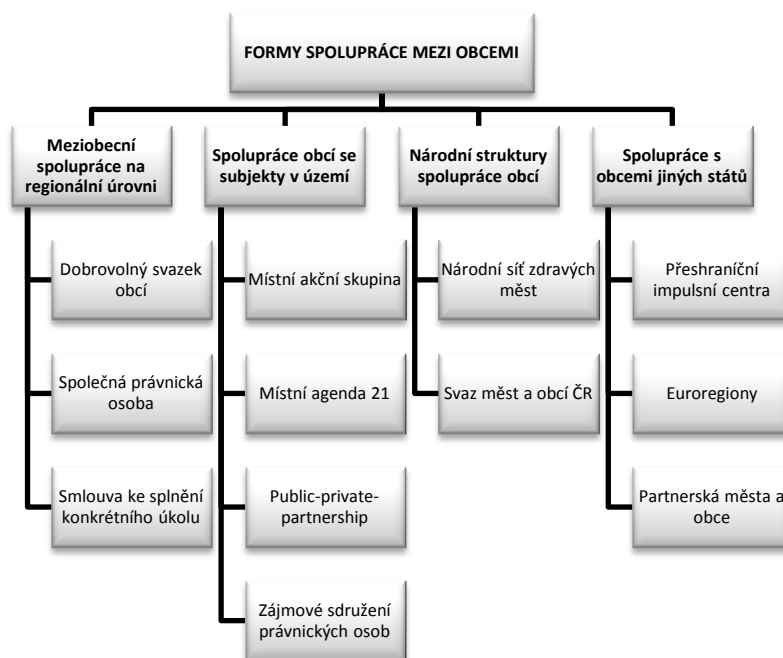 FORMY SPOLUPRÁCE MEZI OBCEMI
Meziobecní
spolupráce na
regionální úrovni
Dobrovolný svazek
obcí
Společná právnická
osoba
Smlouva ke splnění
konkrétního úkolu
Spolupráce obcí se
subjekty v území
Místní akční skupina
Místní agenda 21
Public-private-
partnership
Zájmové sdružení
právnických osob
Národní struktury
spolupráce obcí
Národní síť zdravých
měst
Svaz měst a obcí ČR
Spolupráce s
obcemi jiných států
Přeshraníční
impulsní centra
Euroregiony
Partnerská města a
obce